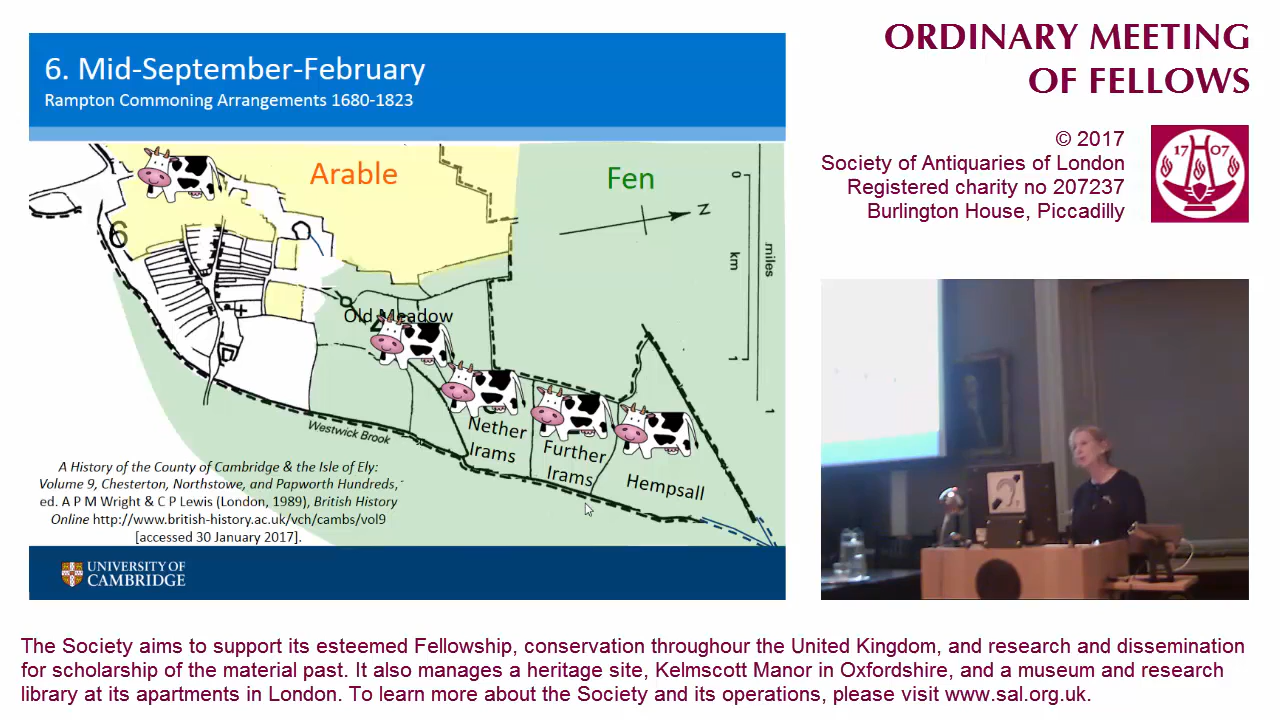 6. Mid-September-February
Rampton Commoning Arrangements 1680-1823
Arable
Fen
N
0
miles
km
1
1
6
Old Meadow
Nether
Irams
Further
Irams
Hempsall
Westwick Brook
A History of the County of Cambridge & the Isle of Ely:
Volume 9, Chesterton, Northstowe, and Papworth Hundreds,
ed. A P M Wright & C P Lewis (London, 1989), British History
Online http://www.british-history.ac.uk/vch/cambs/vol9
[accessed 30 January 2017].
UNIVERSITY OF
CAMBRIDGE
ORDINARY MEETING
OF FELLOWS
© 2017
Society of Antiquaries of London
Registered charity no 207237
Burlington House, Piccadilly
17 07
The Society aims to support its esteemed Fellowship, conservation throughour the United Kingdom, and research and dissemination
for scholarship of the material past. It also manages a heritage site, Kelmscott Manor in Oxfordshire, and a museum and research
library at its apartments in London. To learn more about the Society and its operations, please visit www.sal.org.uk.